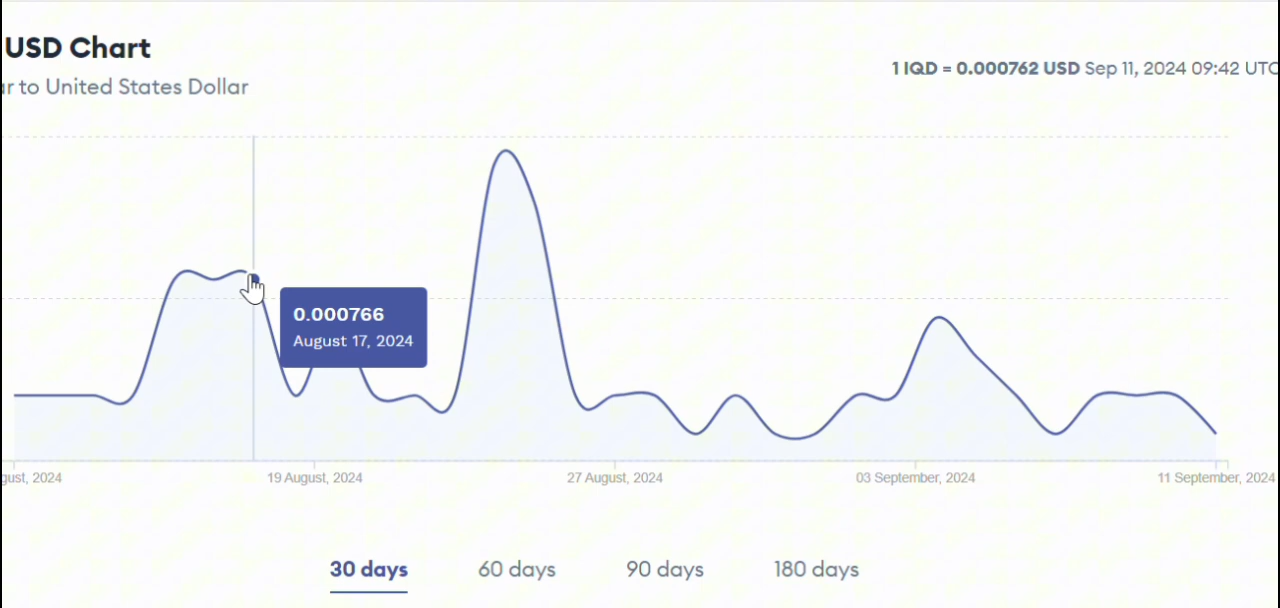 USD Chart
1 IQD = 0.000762 USD Sep 11, 2024 09:42 UTC
to United States Dollar
0.000766
August 17, 2024
2024
19 August, 2024
27 August, 2024
03 September, 2024
11 September, 2024
30 days
60 days
90 days
180 days